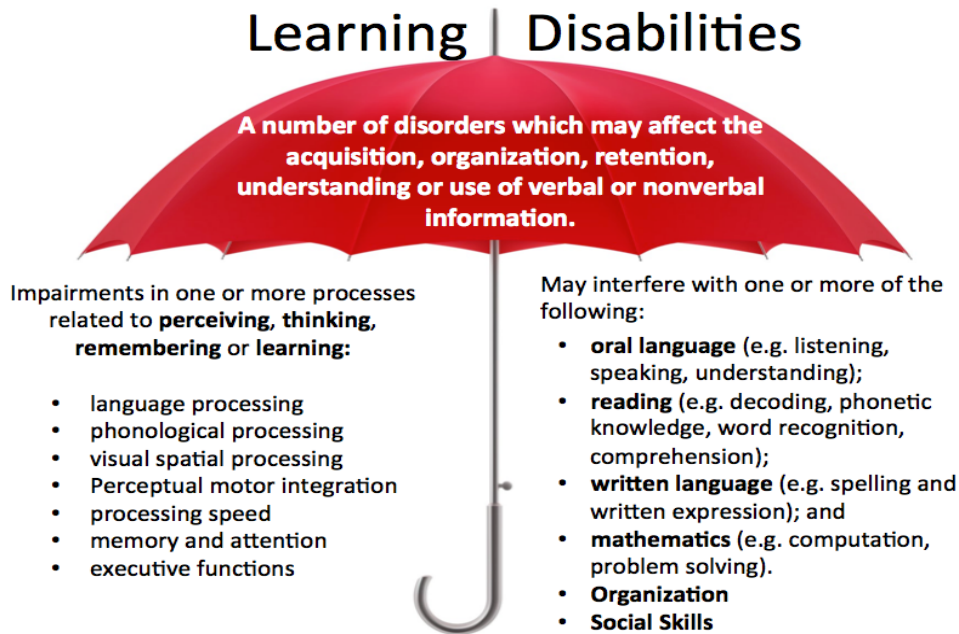 Learning Disabilities
A number of disorders which may affect the
acquisition, organization, retention,
understanding or use of verbal or nonverbal
information.
Impairments in one or more processes
related to perceiving, thinking,
remembering or learning:
• language processing
• phonological processing
• visual spatial processing
• Perceptual motor integration
• processing speed
• memory and attention
• executive functions
May interfere with one or more of the
following:
• oral language (e.g. listening,
speaking, understanding);
• reading (e.g. decoding, phonetic
knowledge, word recognition,
comprehension);
• written language (e.g. spelling and
written expression); and
• mathematics (e.g. computation,
problem solving).
• Organization
• Social Skills